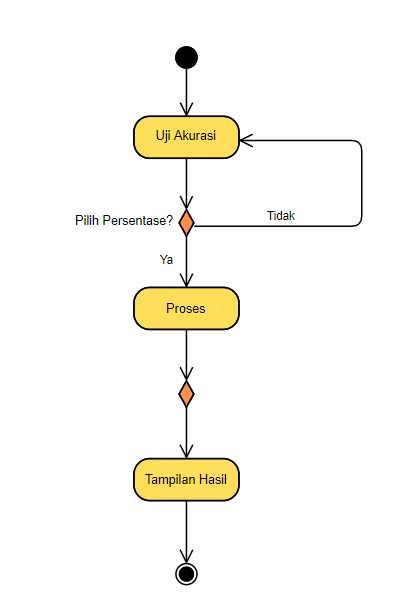 Uji Akurasi
Pilih Persentase?
Tidak
Ya
Proses
Tampilan Hasil